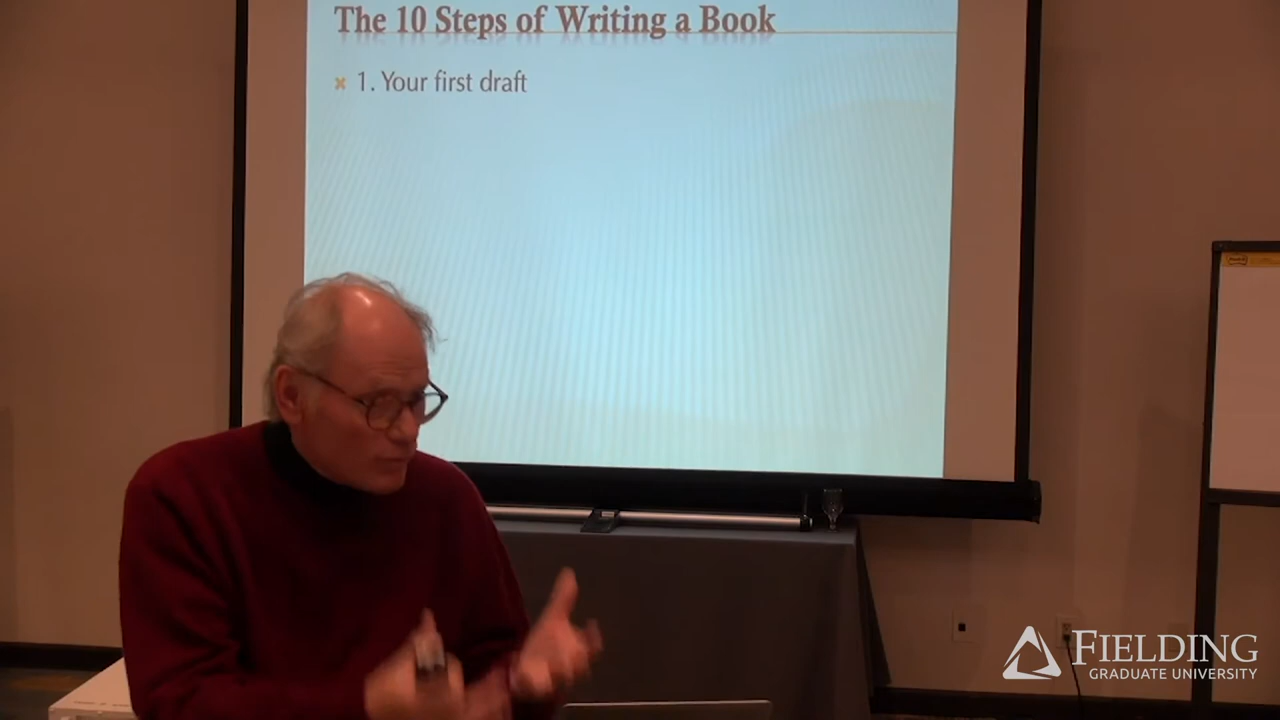 The 10 Steps of Writing a Book
1. Your first draft
FIELDING
GRADUATE UNIVERSITY